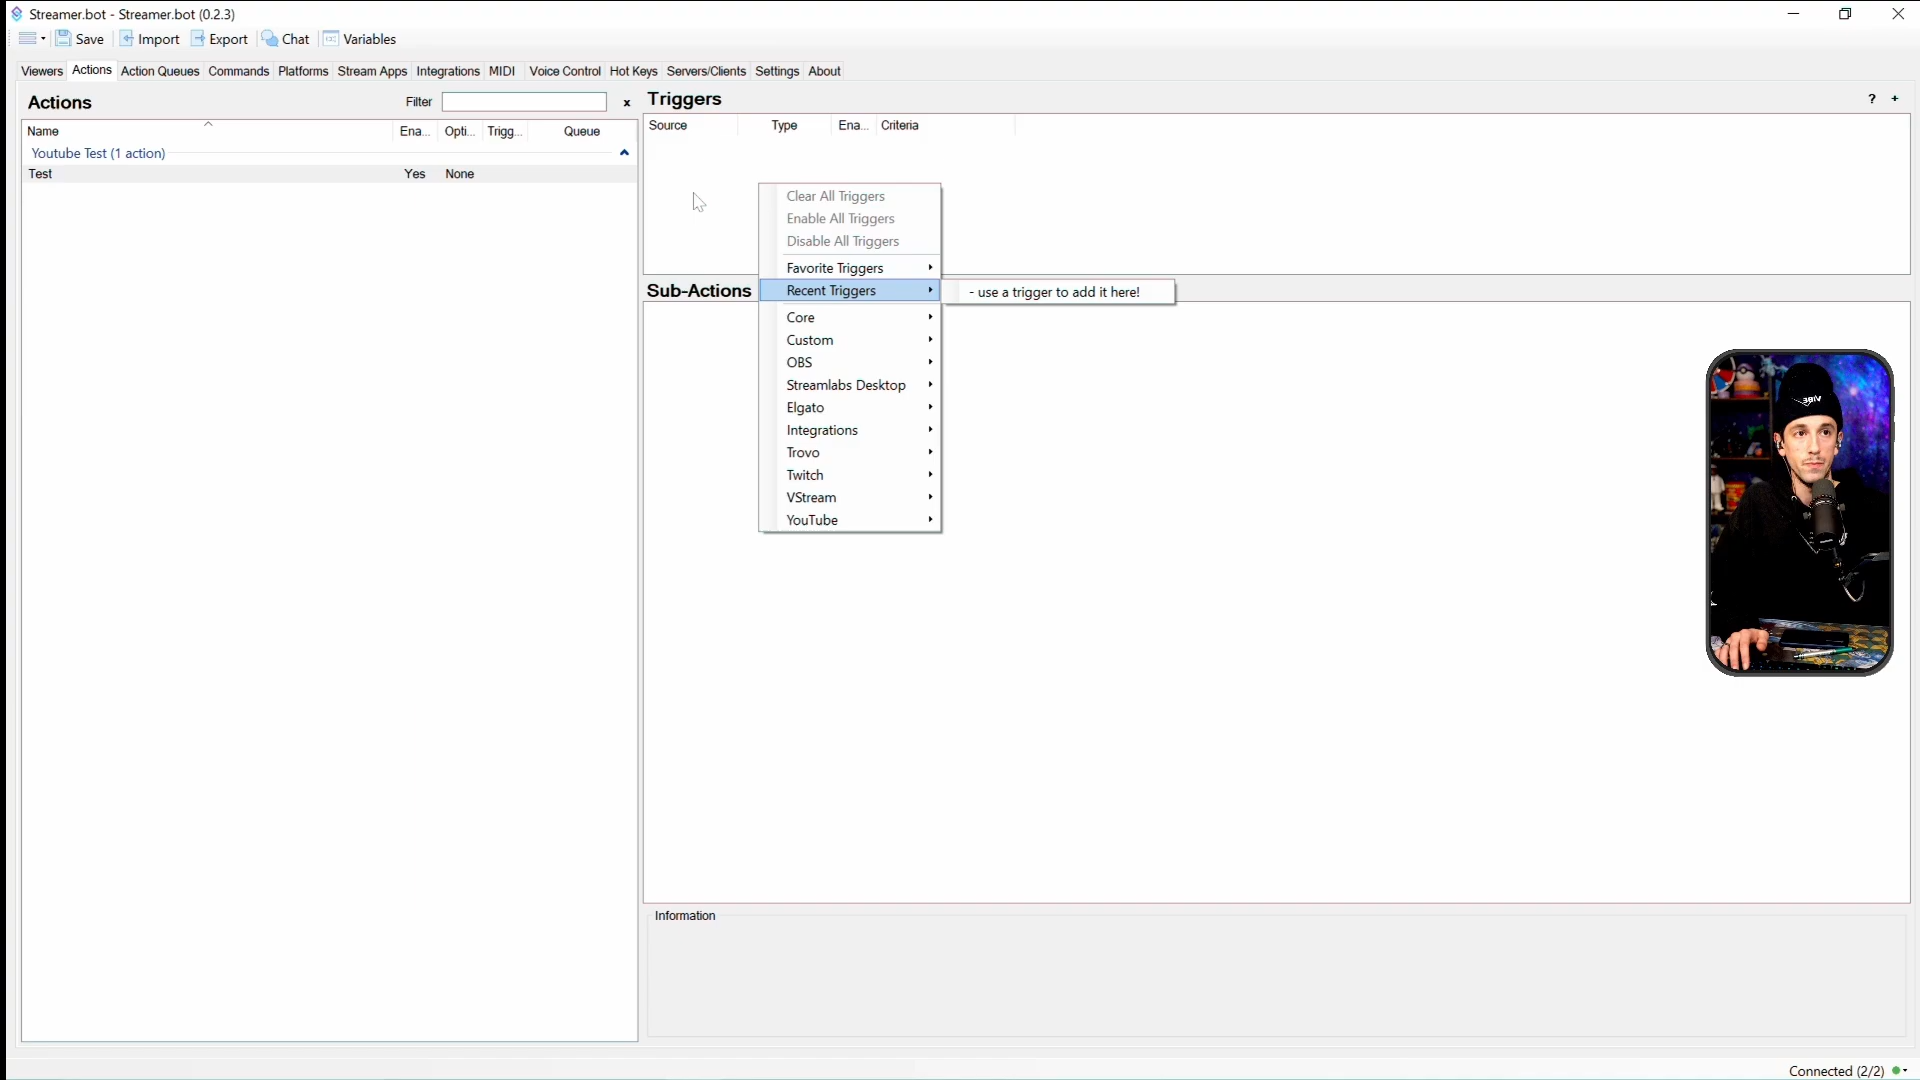 Streamer.bot - Streamer.bot (0.2.3)
Save Import Export Chat Variables
Viewers Actions Action Queues Commands Platforms Stream Apps Integrations MIDI Voice Control Hot Keys Servers/Clients Settings About
Actions
Filter
x
Name Ena... Opti... Trigg... Queue
Youtube Test (1 action)
Test Yes None
Triggers
? +
Source Type Ena... Criteria
Clear All Triggers
Enable All Triggers
Disable All Triggers
Favorite Triggers
Recent Triggers
- use a trigger to add it here!
Core
Custom
OBS
Streamlabs Desktop
Elgato
Integrations
Trovo
Twitch
VStream
YouTube
Sub-Actions
Information
Connected (2/2)